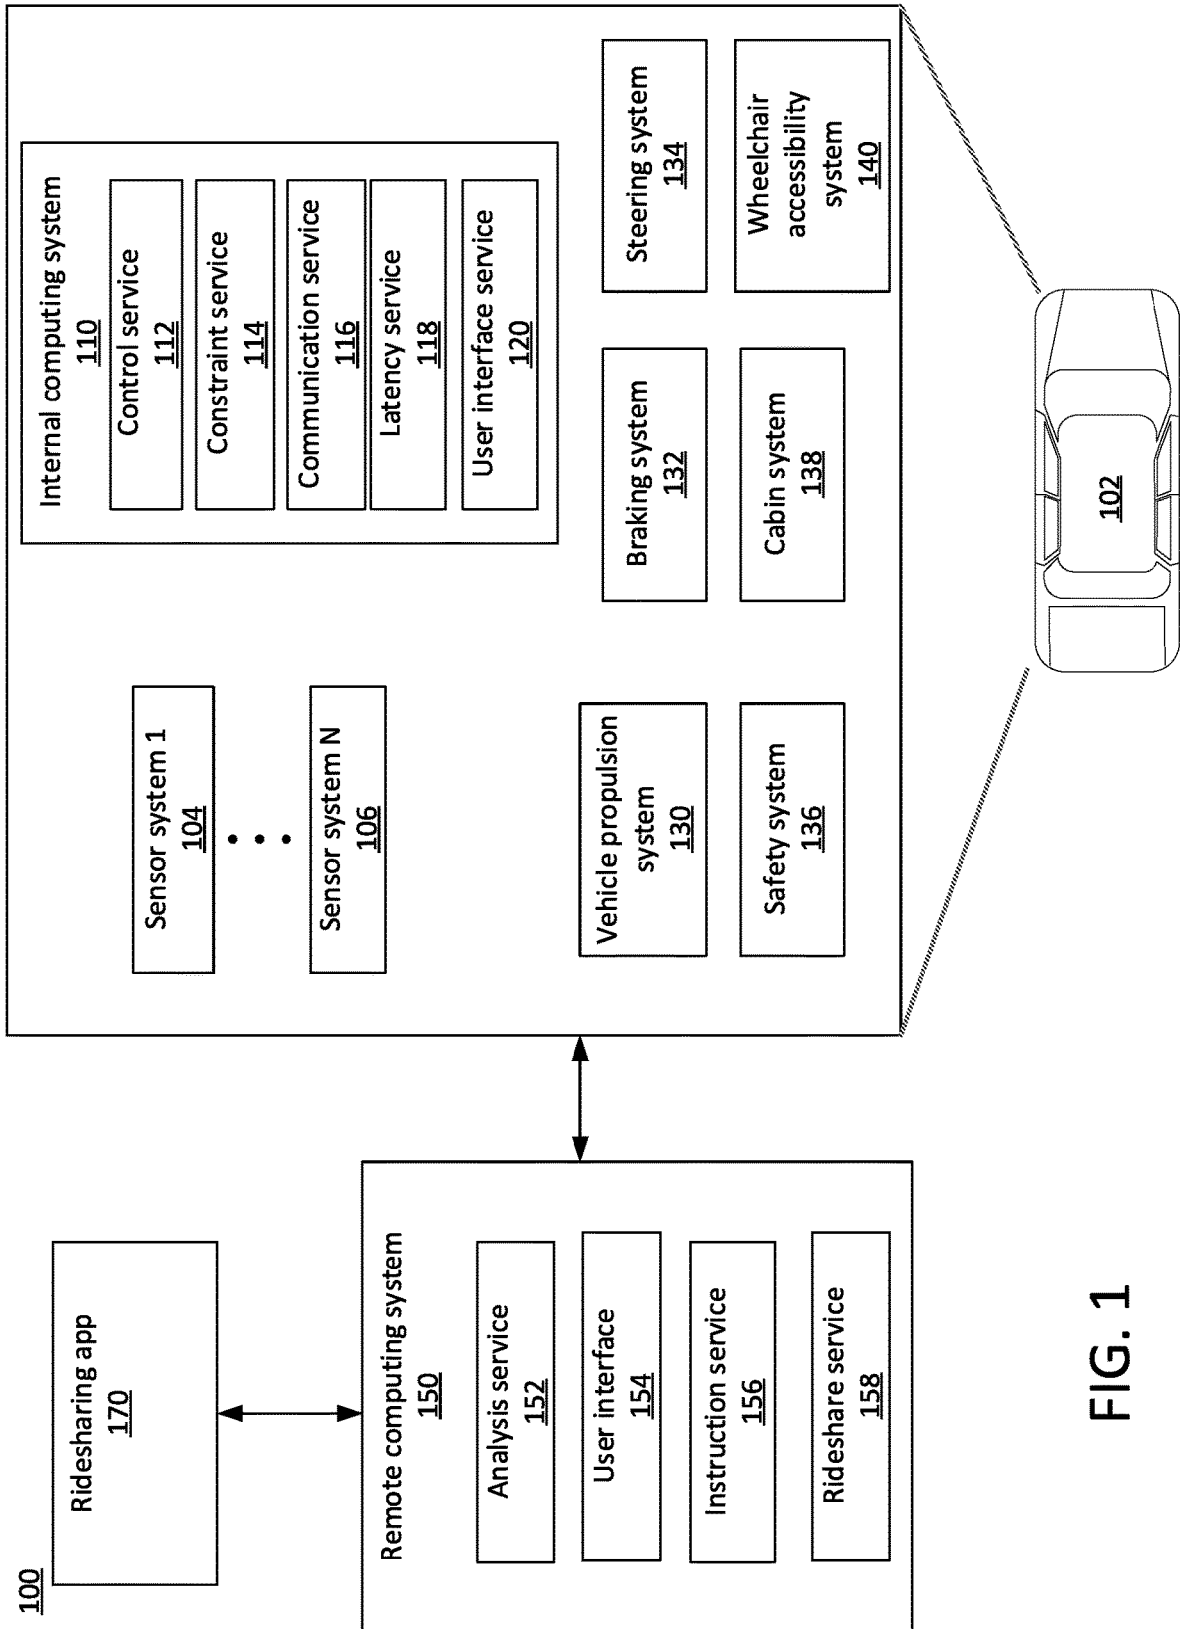 100
Ridesharing app
170
Remote computing system
150
Analysis service
152
User interface
154
Instruction service
156
Rideshare service
158
Sensor system 1
104
Sensor system N
106
Internal computing system
110
Control service
112
Constraint service
114
Communication service
116
Latency service
118
User interface service
120
Vehicle propulsion
system
130
Braking system
132
Steering system
134
Safety system
136
Cabin system
138
Wheelchair
accessibility
system
140
102
FIG. 1